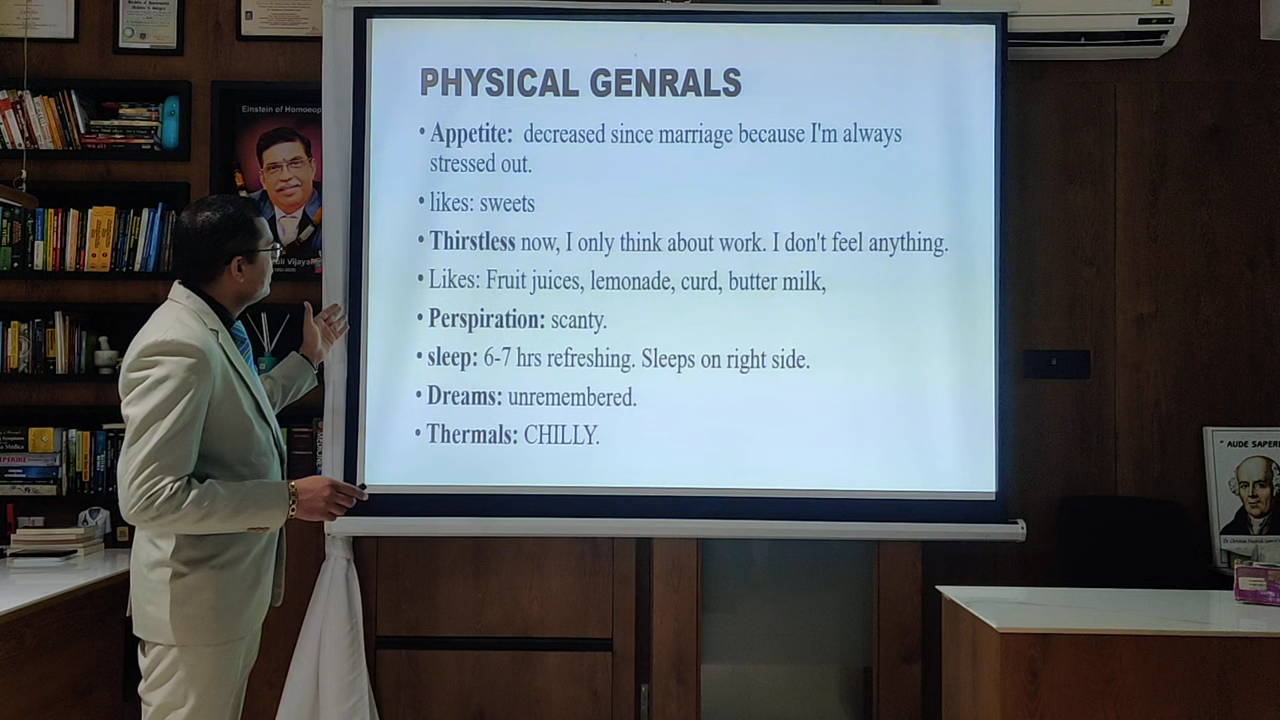 Einstein of Homoeop
uli Vijaya
PHYSICAL GENRALS
• Appetite: decreased since marriage because I'm always
stressed out.
• likes: sweets
• Thirstless now, I only think about work. I don't feel anything.
• Likes: Fruit juices, lemonade, curd, butter milk,
• Perspiration: scanty.
• sleep: 6-7 hrs refreshing. Sleeps on right side.
• Dreams: unremembered.
• Thermals: CHILLY.
" AUDE SAPERE